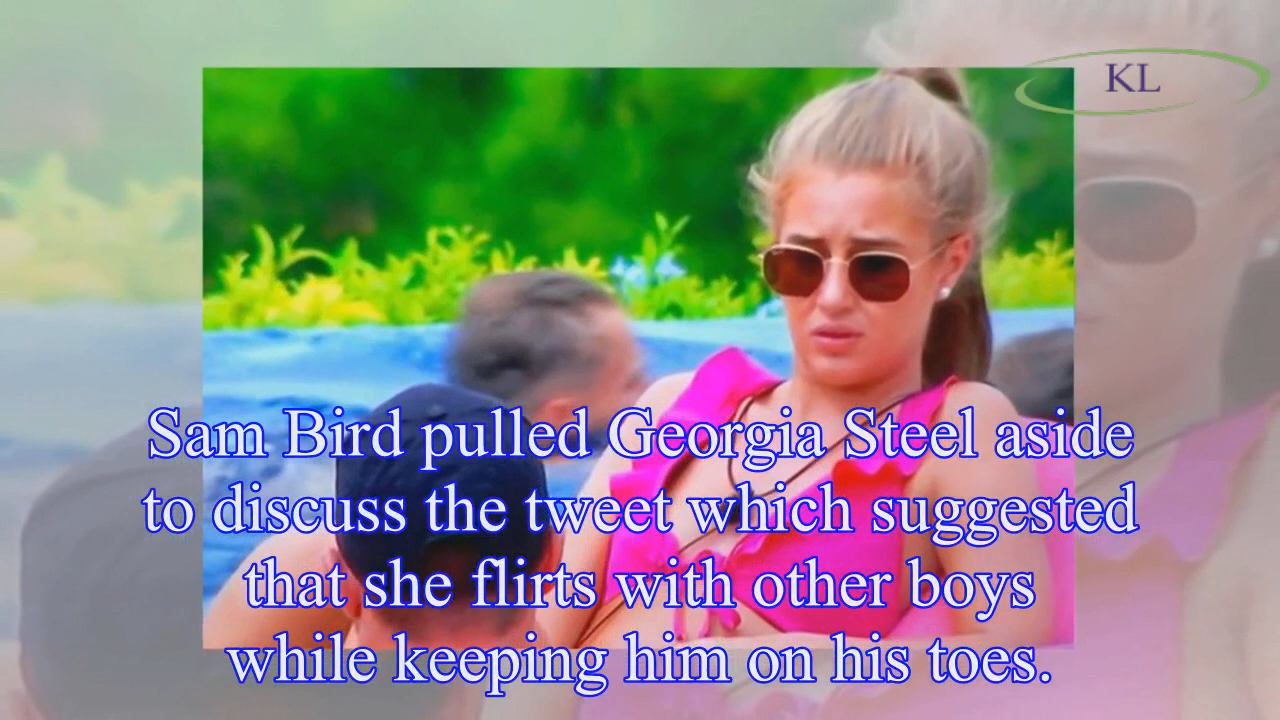 KL
Sam Bird pulled Georgia Steel aside
to discuss the tweet which suggested
that she flirts with other boys
while keeping him on his toes.